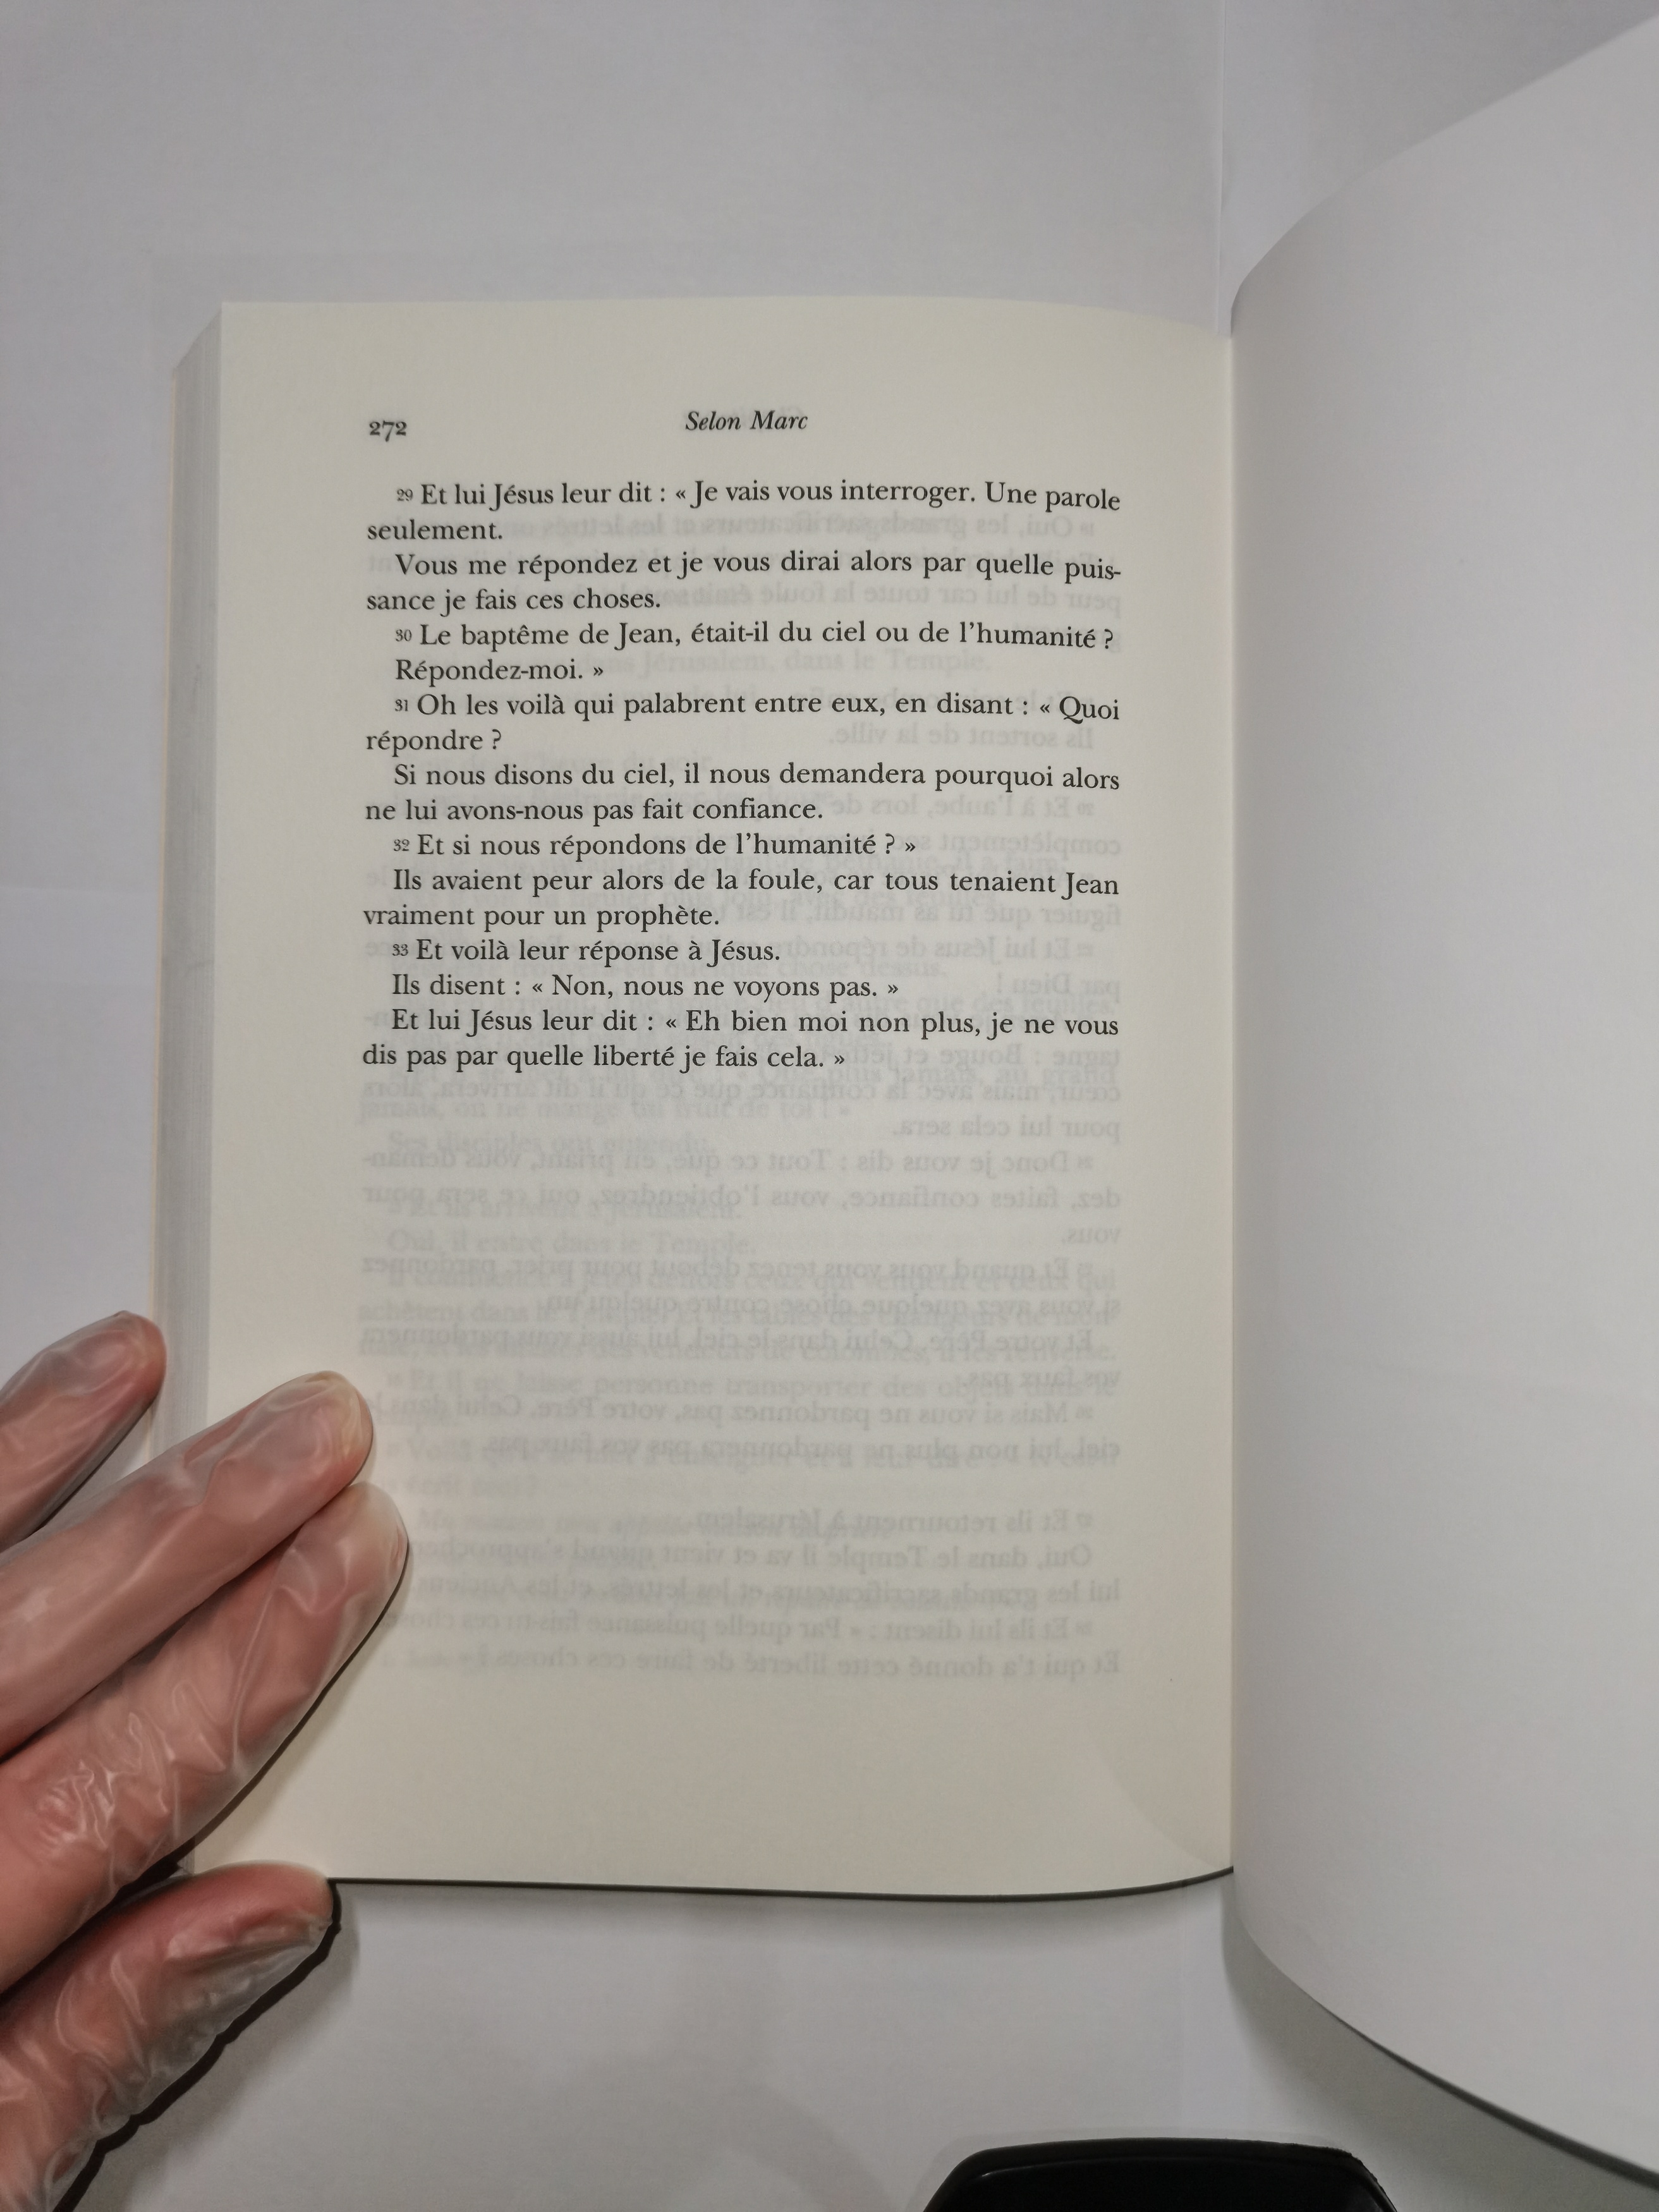 272
Selon Marc
29 Et lui Jésus leur dit : « Je vais vous interroger. Une parole
seulement.
Vous me répondez et je vous dirai alors par quelle puis-
sance je fais ces choses.
30 Le baptême de Jean, était-il du ciel ou de l'humanité ?
Répondez-moi. »
31 Oh les voilà qui palabrent entre eux, en disant : « Quoi
répondre ?
Si nous disons du ciel, il nous demandera pourquoi alors
ne lui avons-nous pas fait confiance.
32 Et si nous répondons de l'humanité ? »
Ils avaient peur alors de la foule, car tous tenaient Jean
vraiment pour un prophète.
33 Et voilà leur réponse à Jésus.
Ils disent : « Non, nous ne voyons pas. »
Et lui Jésus leur dit : « Eh bien moi non plus, je ne vous
dis pas par quelle liberté je fais cela. »